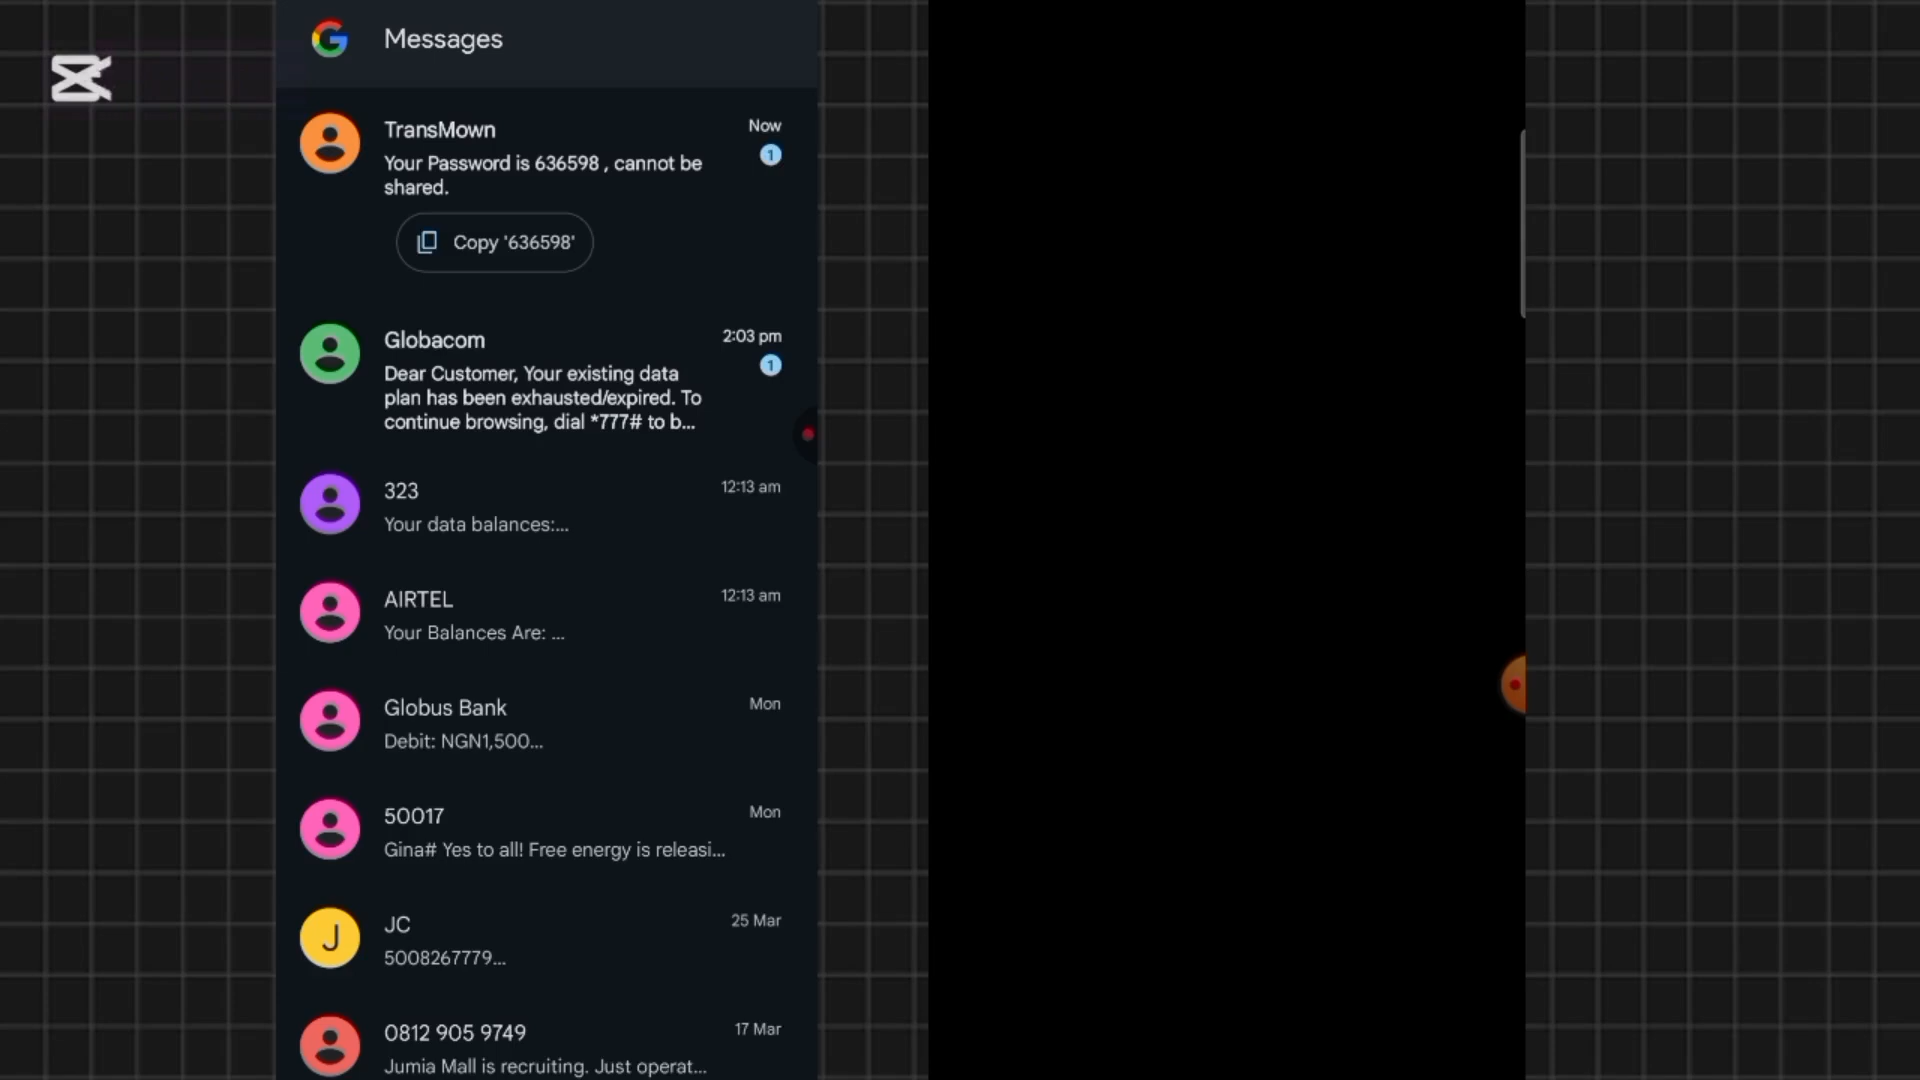 Messages
TransMown
Now
Your Password is 636598 , cannot be
1
shared.
Copy '636598'
Globacom
2:03 pm
Dear Customer, Your existing data
1
plan has been exhausted/expired. To
continue browsing, dial *777# to b...
323
12:13 am
Your data balances:...
AIRTEL
12:13 am
Your Balances Are: ...
Globus Bank
Mon
Debit: NGN1,500...
50017
Mon
Gina# Yes to all! Free energy is releasi...
J
JC
25 Mar
5008267779...
0812 905 9749
17 Mar
Jumia Mall is recruiting. Just operat...